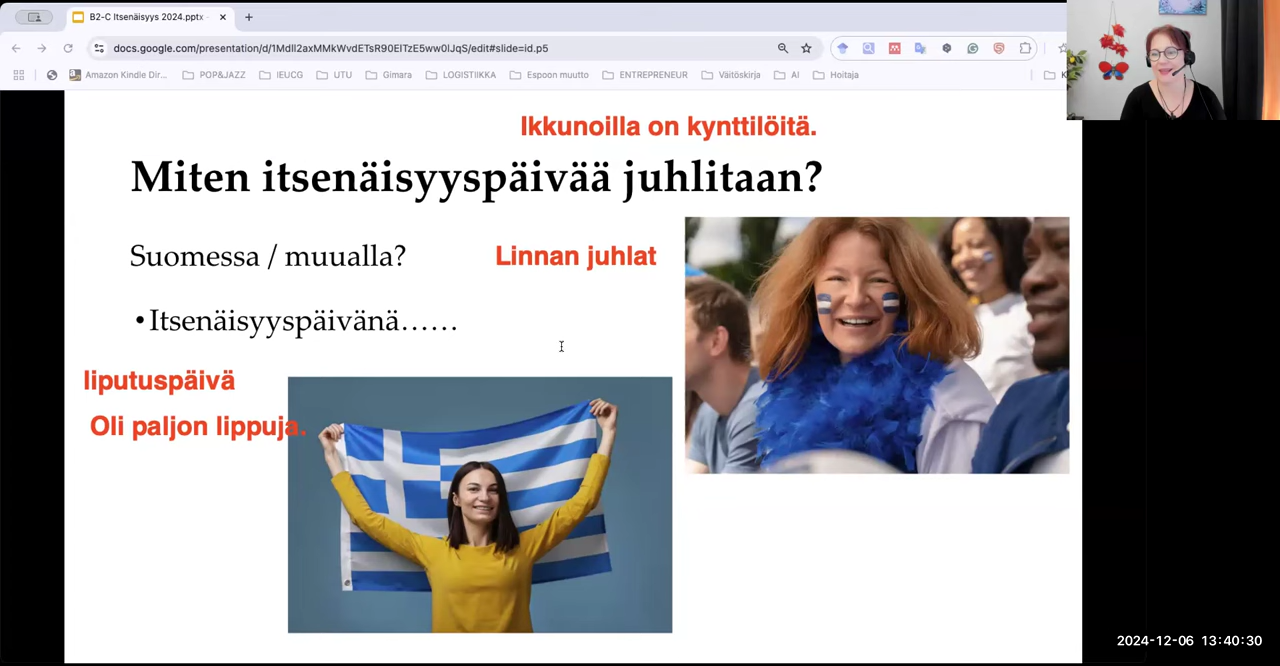 B2-C Itsenäisyys 2024.pptx
docs.google.com/presentation/d/1Mdll2axMMkWvdETsR90ElTzE5ww0lJqS/edit#slide=id.p5
Amazon Kindle Dir...
POP&JAZZ
IEUCG
UTU
Gimara
LOGISTIIKKA
Espoon muutto
ENTREPRENEUR
Väitöskirja
AI
Hoitaja
Ikkunoilla on kynttilöitä.
Miten itsenäisyyspäivää juhlitaan?
Suomessa / muualla?
Linnan juhlat
• Itsenäisyyspäivänä……
liputuspäivä
Oli paljon lippuja.
2024-12-06 13:40:30